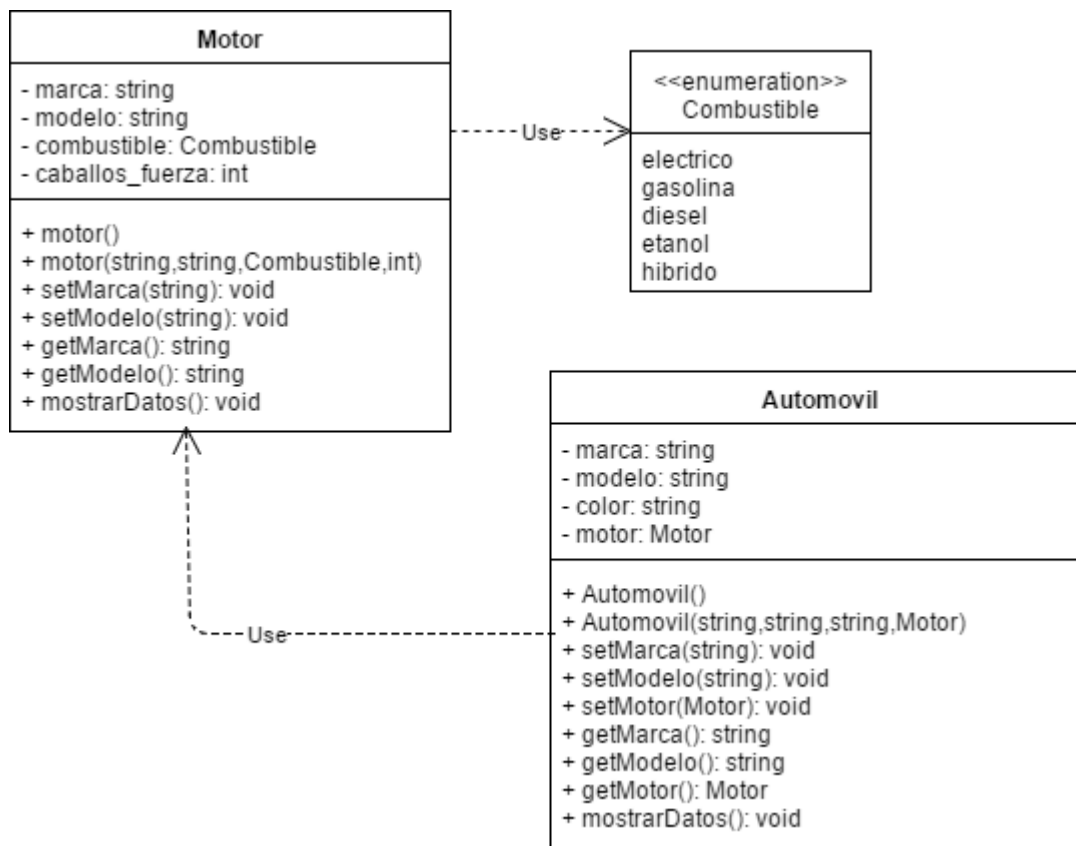 Motor
- marca: string
- modelo: string
- combustible: Combustible
- caballos_fuerza: int
+ motor()
+ motor(string,string,Combustible,int)
+ setMarca(string): void
+ setModelo(string): void
+ getMarca(): string
+ getModelo(): string
+ mostrarDatos(): void
Use
<<enumeration>>
Combustible
electrico
gasolina
diesel
etanol
hibrido
Automovil
- marca: string
- modelo: string
- color: string
- motor: Motor
+ Automovil()
+ Automovil(string,string,string,Motor)
+ setMarca(string): void
+ setModelo(string): void
+ setMotor(Motor): void
+ getMarca(): string
+ getModelo(): string
+ getMotor(): Motor
+ mostrarDatos(): void
Use